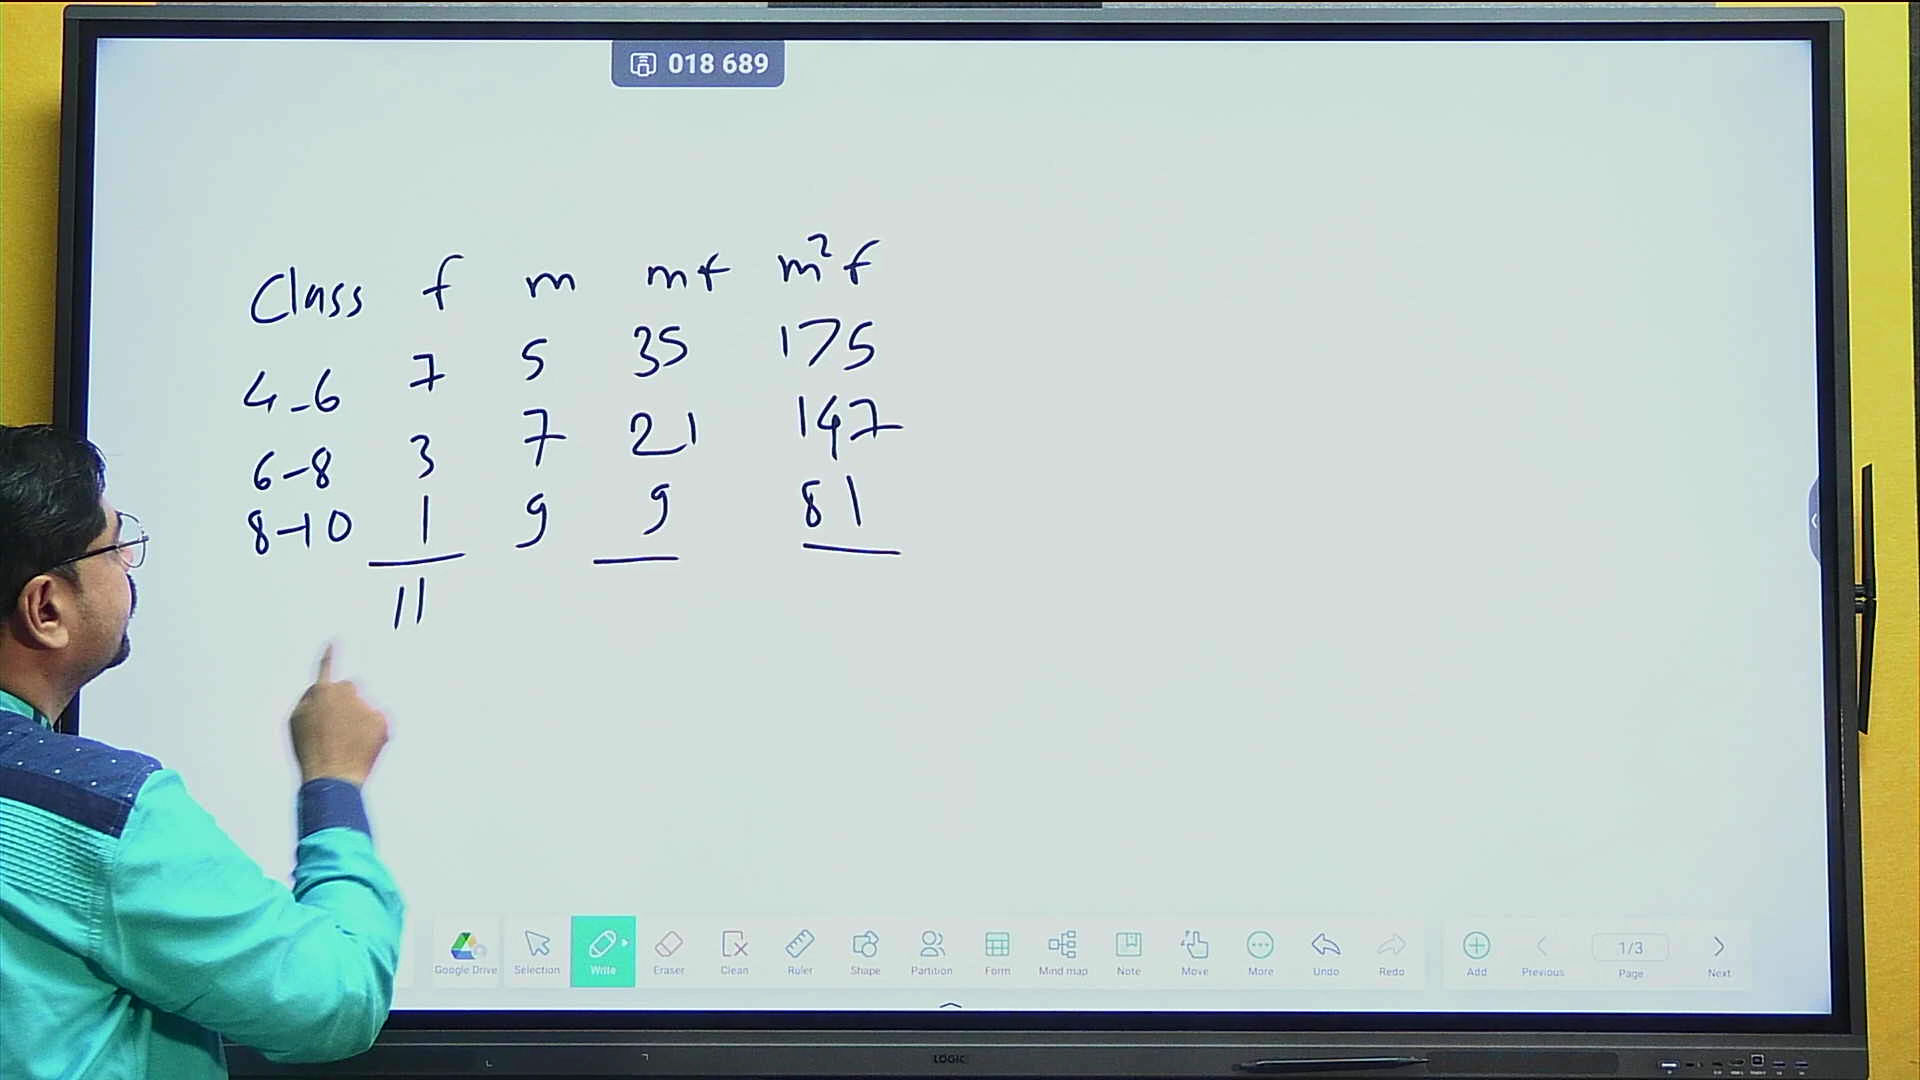 018 689
Class f m mf m²f
4-6 7 5 35 175
6-8 3 7 21 147
8-10 1 9 9 81
11
Google Drive Selection Write Eraser Clean Ruler Shape Partition Form Mind map Note Move More Undo Redo Add Previous 1/3 Page Next
LOGIC